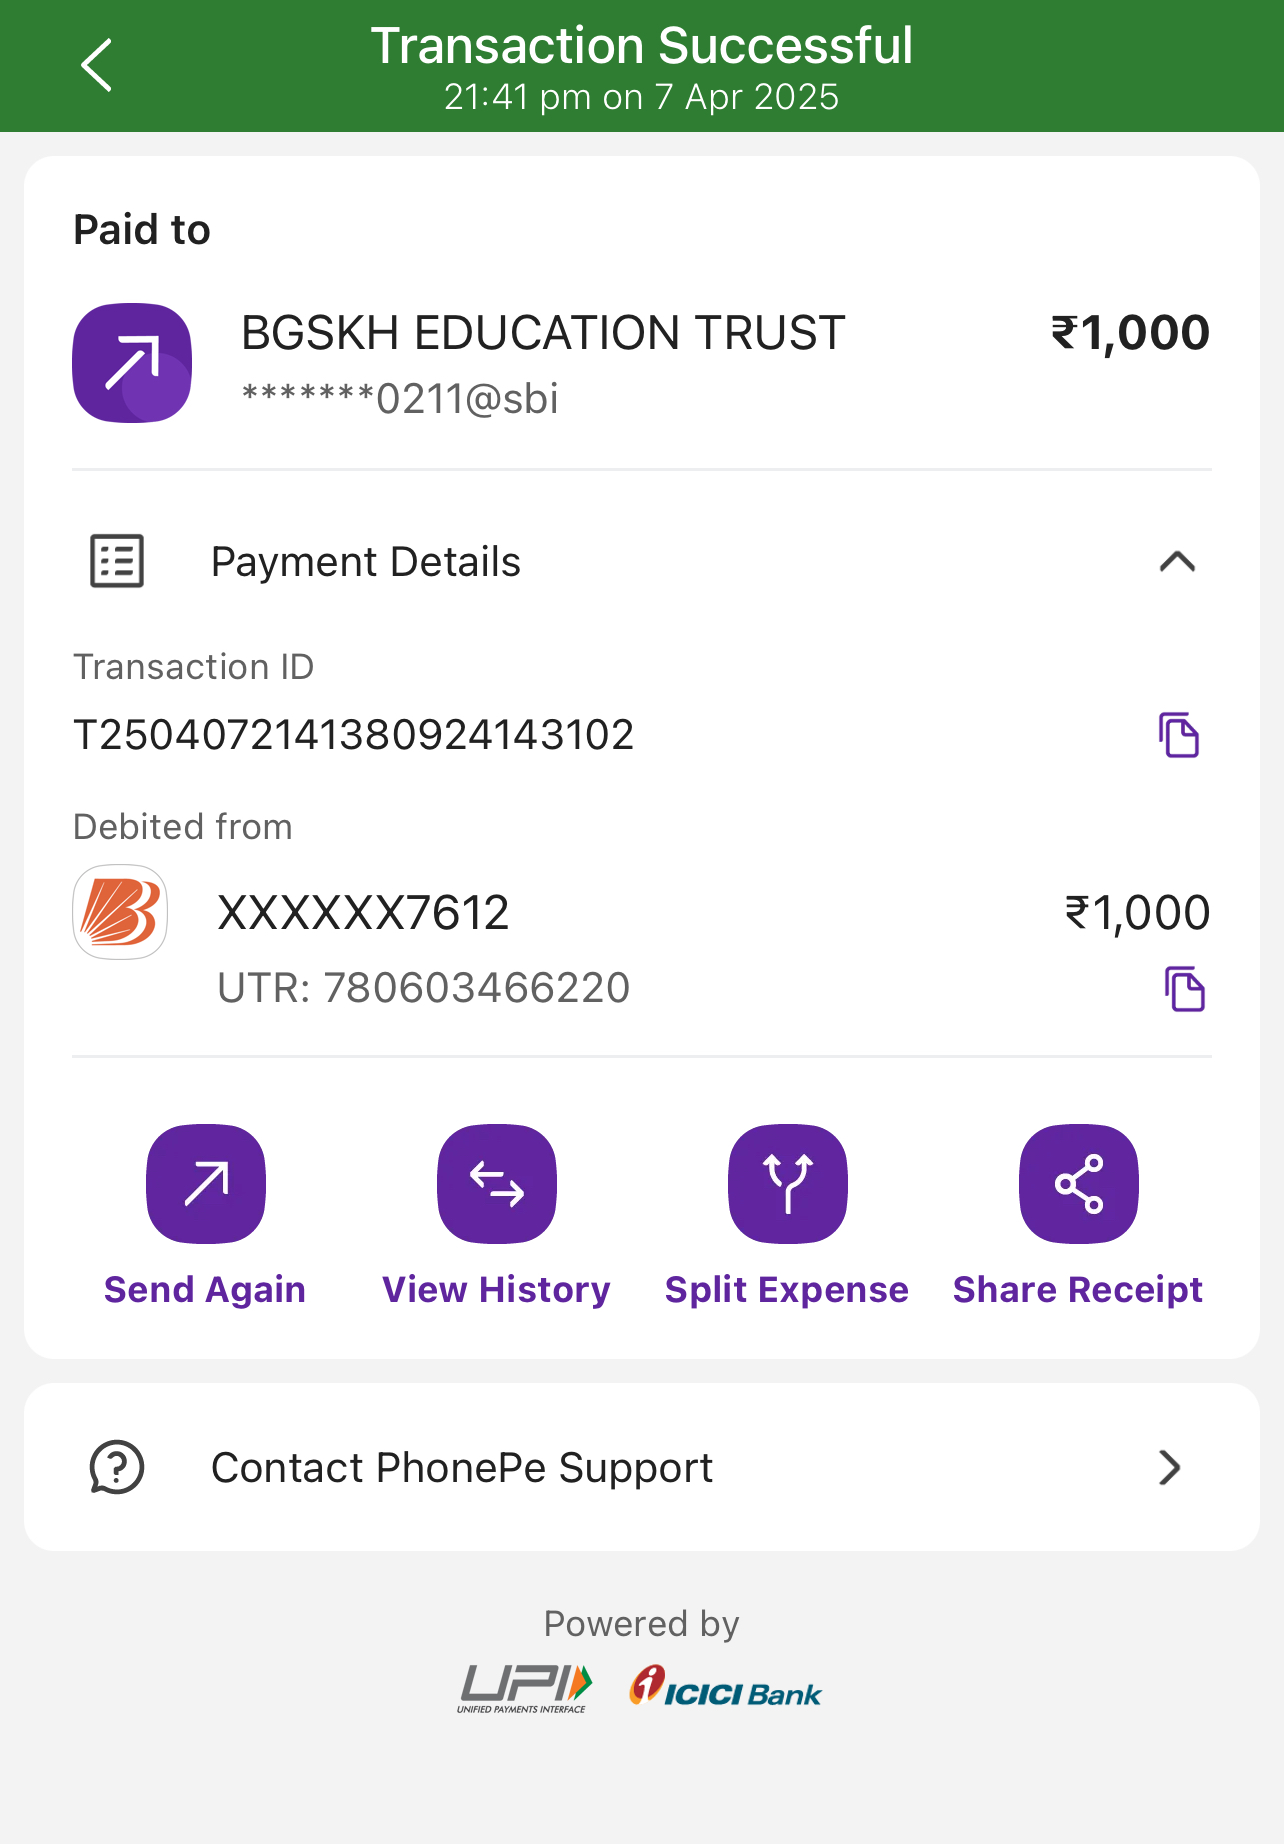 Transaction Successful
21:41 pm on 7 Apr 2025
Paid to
BGSKH EDUCATION TRUST ₹1,000
*******0211@sbi
Payment Details
Transaction ID
T2504072141380924143102
Debited from
XXXXXX7612 ₹1,000
UTR: 780603466220
Send Again View History Split Expense Share Receipt
Contact PhonePe Support
Powered by
UPI ICICI Bank
UNIFIED PAYMENTS INTERFACE